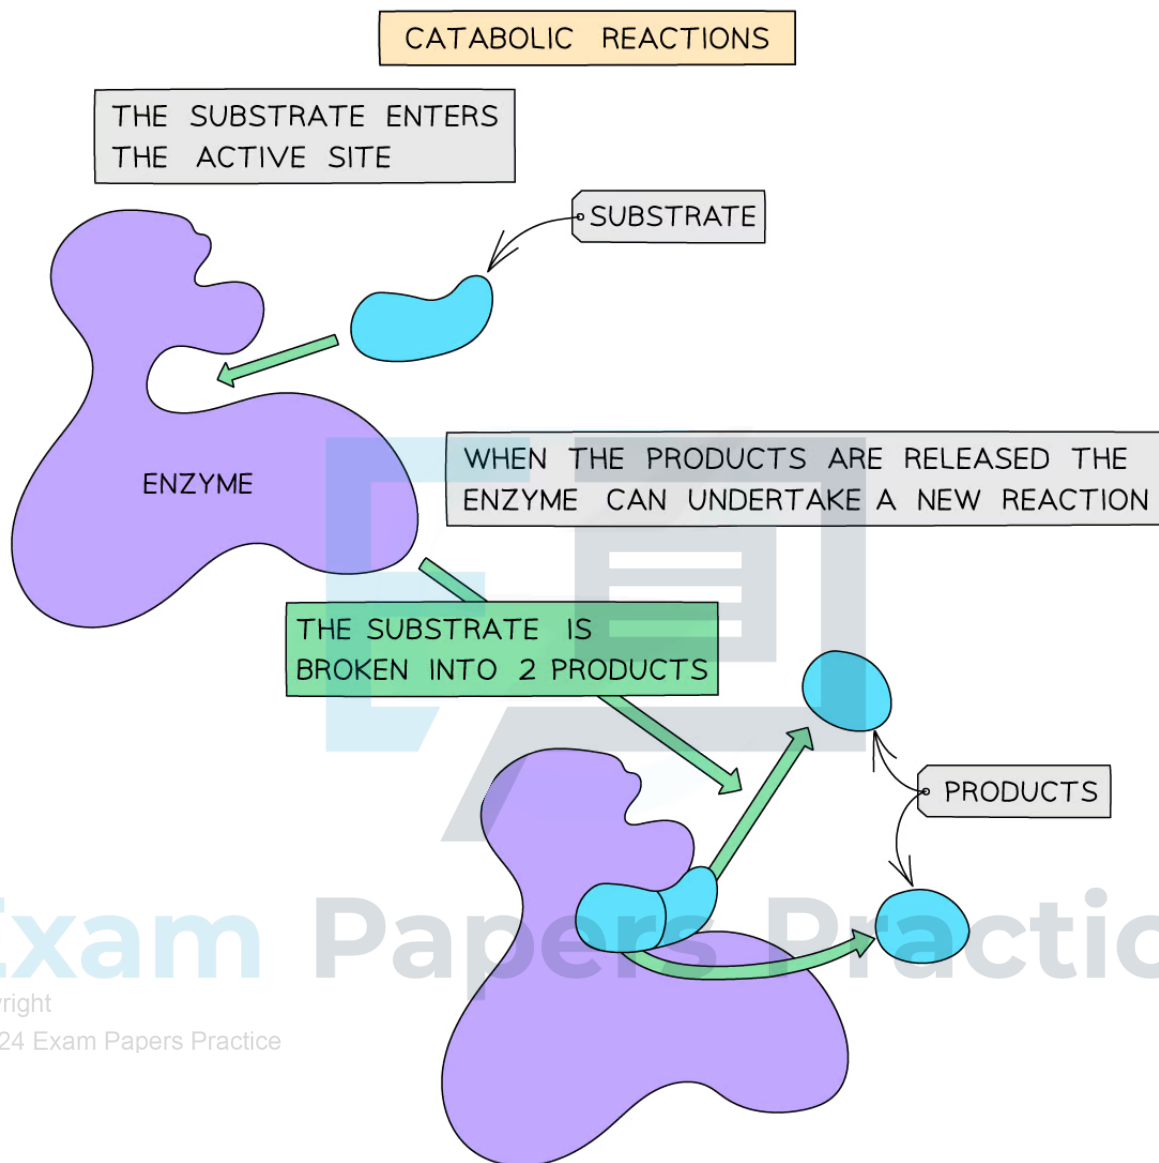 CATABOLIC REACTIONS
THE SUBSTRATE ENTERS
THE ACTIVE SITE
SUBSTRATE
ENZYME
WHEN THE PRODUCTS ARE RELEASED THE
ENZYME CAN UNDERTAKE A NEW REACTION
THE SUBSTRATE IS
BROKEN INTO 2 PRODUCTS
PRODUCTS
Exam Papers Practic
yright
24 Exam Papers Practice